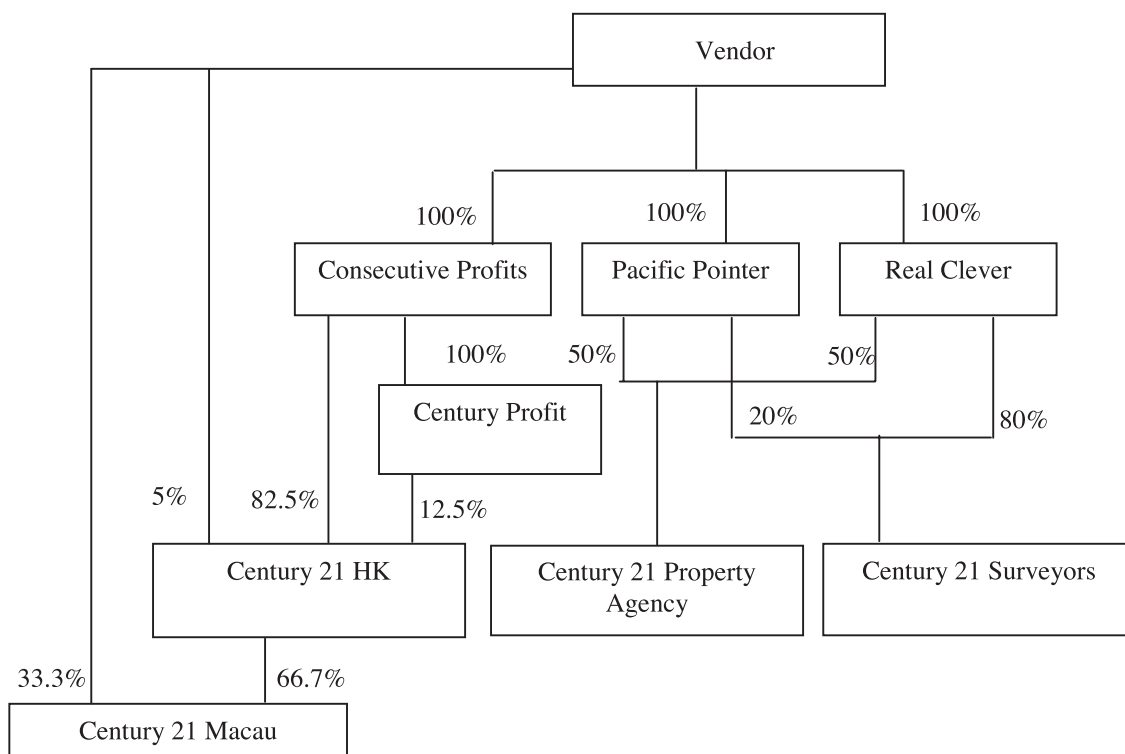 Vendor
100%
100%
100%
Consecutive Profits
Pacific Pointer
Real Clever
100%
50%
50%
Century Profit
20%
80%
5%
82.5%
12.5%
Century 21 HK
Century 21 Property
Agency
Century 21 Surveyors
33.3%
66.7%
Century 21 Macau